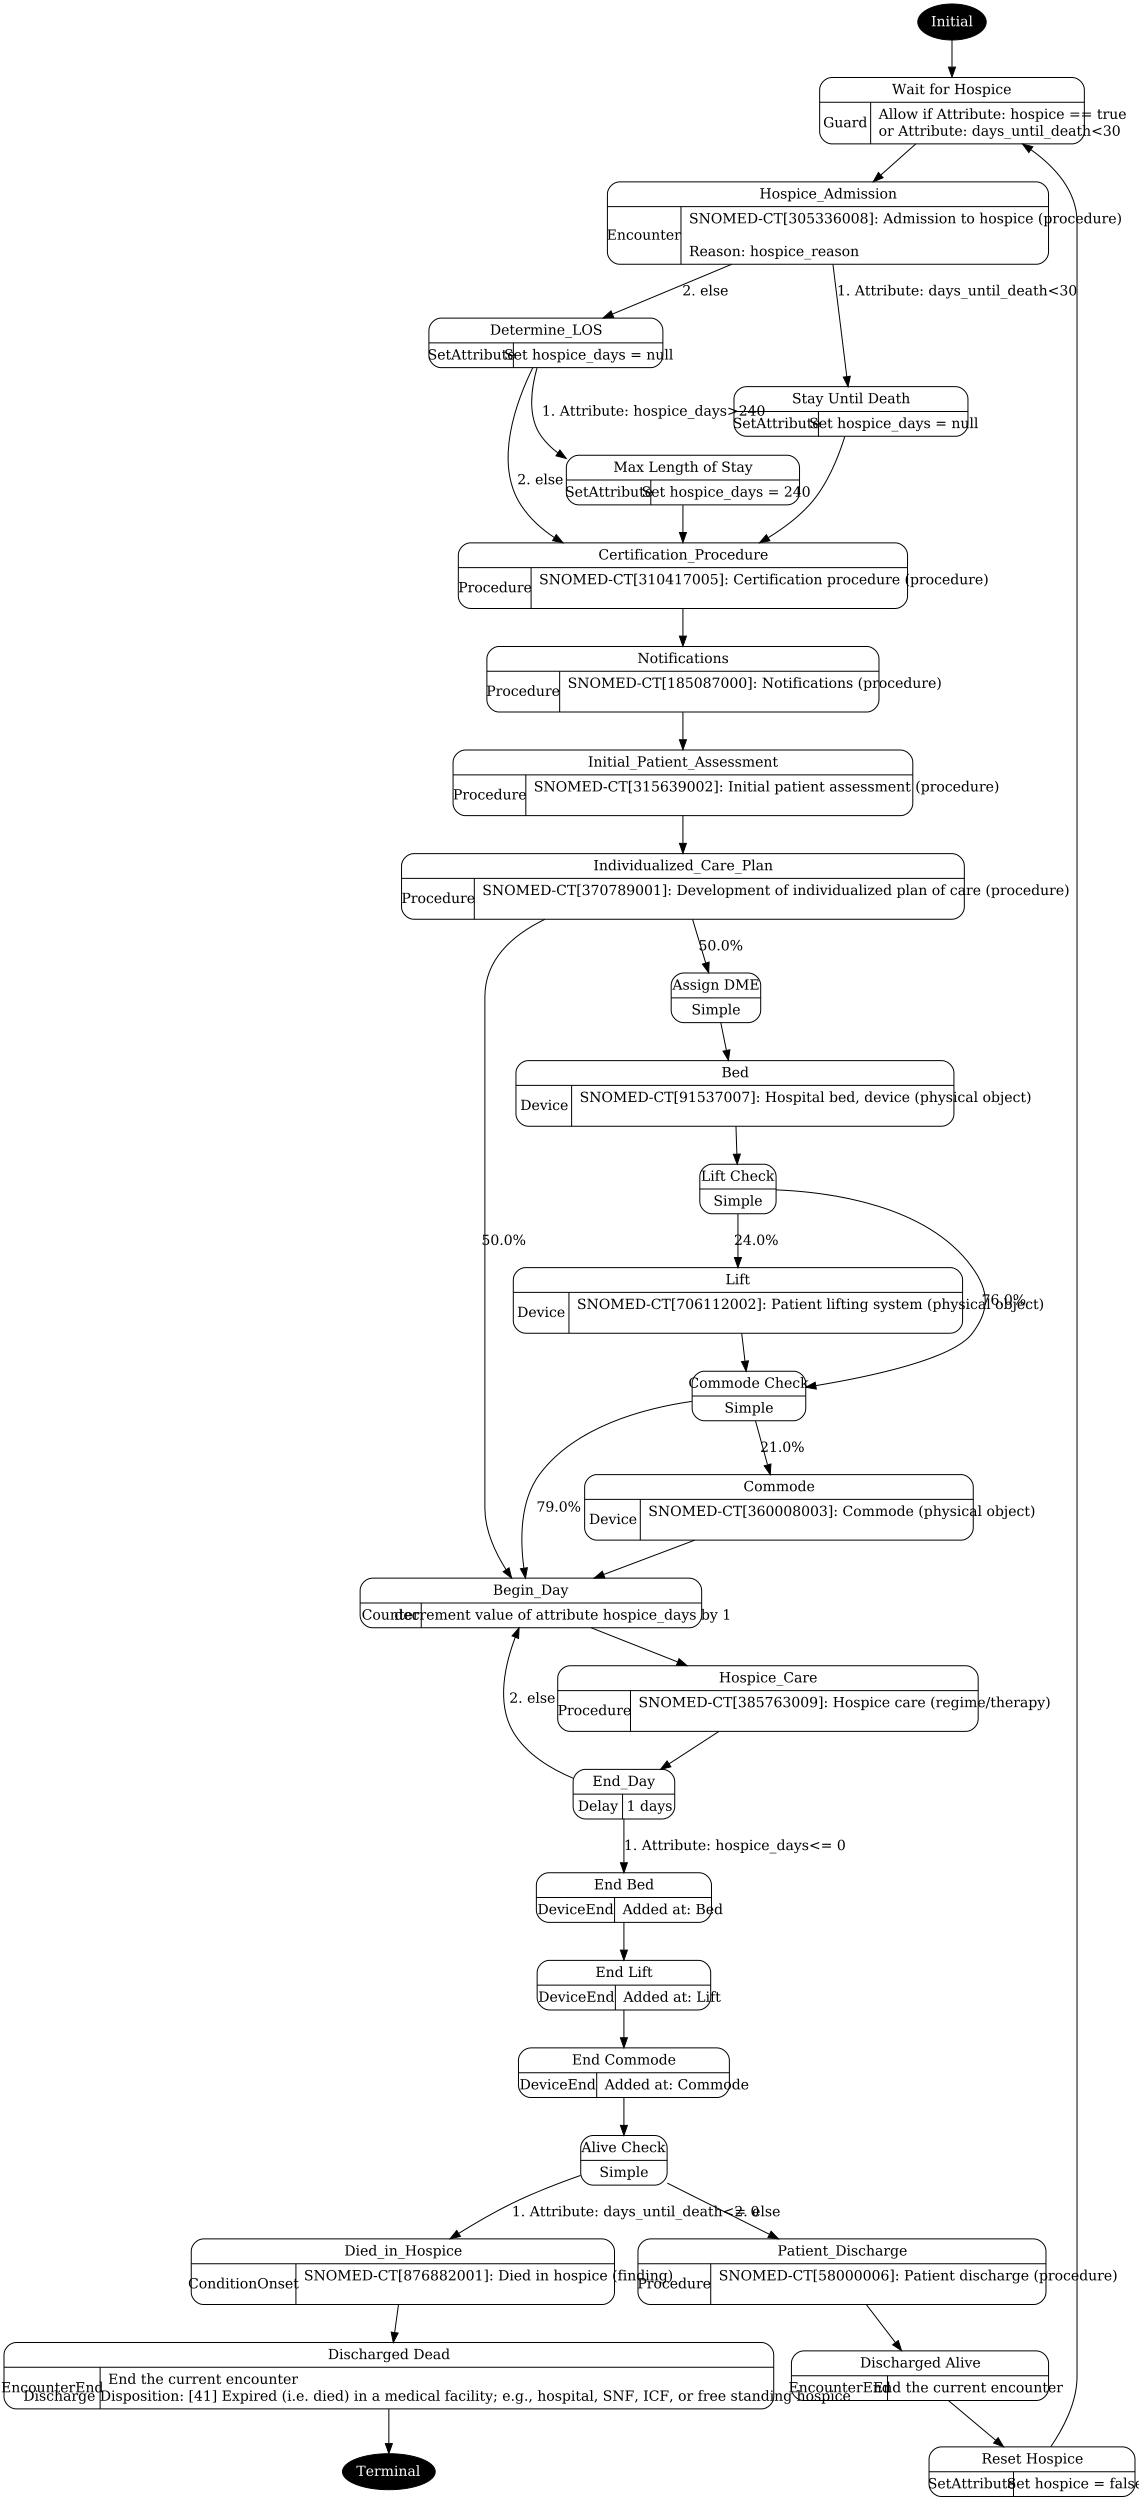 Initial
Wait for Hospice
Guard
Allow if Attribute: hospice == true
or Attribute: days_until_death<30
Hospice_Admission
Encounter
SNOMED-CT[305336008]: Admission to hospice (procedure)
Reason: hospice_reason
2. else
1. Attribute: days_until_death<30
Determine_LOS
SetAttribute
Set hospice_days = null
Stay Until Death
SetAttribute
Set hospice_days = null
1. Attribute: hospice_days>240
2. else
Max Length of Stay
SetAttribute
Set hospice_days = 240
Certification_Procedure
Procedure
SNOMED-CT[310417005]: Certification procedure (procedure)
Notifications
Procedure
SNOMED-CT[185087000]: Notifications (procedure)
Initial_Patient_Assessment
Procedure
SNOMED-CT[315639002]: Initial patient assessment (procedure)
Individualized_Care_Plan
Procedure
SNOMED-CT[370789001]: Development of individualized plan of care (procedure)
50.0%
Assign DME
Simple
Bed
Device
SNOMED-CT[91537007]: Hospital bed, device (physical object)
Lift Check
Simple
50.0%
24.0%
Lift
Device
SNOMED-CT[706112002]: Patient lifting system (physical object)
76.0%
Commode Check
Simple
21.0%
Commode
Device
SNOMED-CT[360008003]: Commode (physical object)
79.0%
Begin_Day
Counter
decrement value of attribute hospice_days by 1
Hospice_Care
Procedure
SNOMED-CT[385763009]: Hospice care (regime/therapy)
2. else
End_Day
Delay
1 days
1. Attribute: hospice_days<= 0
End Bed
DeviceEnd
Added at: Bed
End Lift
DeviceEnd
Added at: Lift
End Commode
DeviceEnd
Added at: Commode
Alive Check
Simple
1. Attribute: days_until_death<= 0
2. else
Died_in_Hospice
ConditionOnset
SNOMED-CT[876882001]: Died in hospice (finding)
Patient_Discharge
Procedure
SNOMED-CT[58000006]: Patient discharge (procedure)
Discharged Dead
EncounterEnd
End the current encounter
Discharge Disposition: [41] Expired (i.e. died) in a medical facility; e.g., hospital, SNF, ICF, or free standing hospice
Discharged Alive
EncounterEnd
End the current encounter
Terminal
Reset Hospice
SetAttribute
Set hospice = false